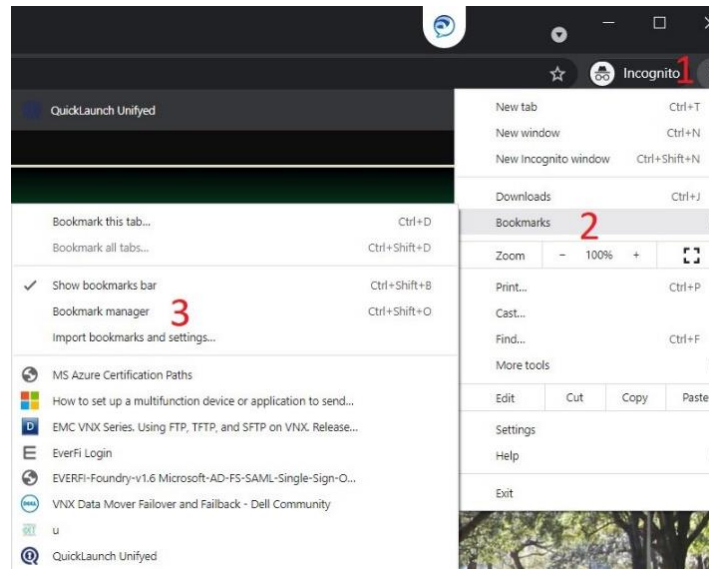 Incognito 1
QuickLaunch Unifyed
New tab Ctrl+T
New window Ctrl+N
New Incognito window Ctrl+Shift+N
Downloads Ctrl+J
Bookmarks 2
Zoom - 100% +
Print... Ctrl+P
Cast...
Find... Ctrl+F
More tools
Edit Cut Copy Paste
Settings
Help
Exit
Bookmark this tab... Ctrl+D
Bookmark all tabs... Ctrl+Shift+D
Show bookmarks bar Ctrl+Shift+B
Bookmark manager 3 Ctrl+Shift+O
Import bookmarks and settings...
MS Azure Certification Paths
How to set up a multifunction device or application to send...
D EMC VNX Series. Using FTP, TFTP, and SFTP on VNX. Release...
E EverFi Login
EVERFI-Foundry-v1.6 Microsoft-AD-FS-SAML-Single-Sign-O...
VNX Data Mover Failover and Failback - Dell Community
u
QuickLaunch Unifyed